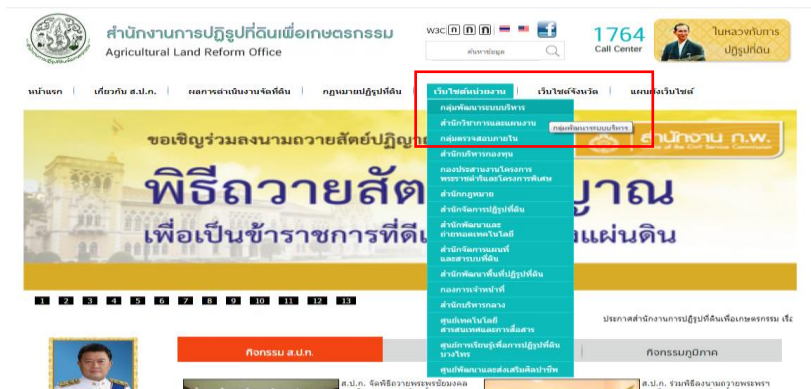 สำนักงานการปฏิรูปที่ดินเพื่อเกษตรกรรม
Agricultural Land Reform Office
W3C ก ก ก
ค้นหาข้อมูล
1764
Call Center
ในหลวงกับการ
ปฏิรูปที่ดิน
หน้าแรก
เกี่ยวกับ ส.ป.ก.
ผลการดำเนินงานจัดที่ดิน
กฎหมายปฏิรูปที่ดิน
เว็บไซต์หน่วยงาน
เว็บไซต์จังหวัด
แผนผังเว็บไซต์
กลุ่มพัฒนาระบบบริหาร
สำนักวิชาการและแผนงาน
กลุ่มพัฒนาระบบบริหาร
กลุ่มตรวจสอบภายใน
สำนักบริหารกองทุน
กองประสานงานโครงการ
พระราชดำริและโครงการพิเศษ
สำนักกฎหมาย
สำนักจัดการปฏิรูปที่ดิน
สำนักพัฒนาและ
ถ่ายทอดเทคโนโลยี
สำนักจัดการแผนที่
และสารบบที่ดิน
สำนักพัฒนาพื้นที่ปฏิรูปที่ดิน
กองการเจ้าหน้าที่
สำนักบริหารกลาง
ศูนย์เทคโนโลยี
สารสนเทศและการสื่อสาร
ศูนย์การเรียนรู้เพื่อการปฏิรูปที่ดิน
บางไทร
ศูนย์พัฒนาและส่งเสริมศิลปาชีพ
ขอเชิญร่วมลงนามถวายสัตย์ปฏิญาณ
สำนักงาน ก.พ.
Office of the Civil Service Commission
พิธีถวายสัต
าณ
เพื่อเป็นข้าราชการที่ดี
แผ่นดิน
1 2 3 4 5 6 7 8 9 10 11 12 13
ประกาศสำนักงานการปฏิรูปที่ดินเพื่อเกษตรกรรม เรื่
กิจกรรม ส.ป.ก.
กิจกรรมภูมิภาค
ส.ป.ก. จัดพิธีถวายพระพรชัยมงคล
ส.ป.ก. ร่วมพิธีลงนามถวายพระพรฯ